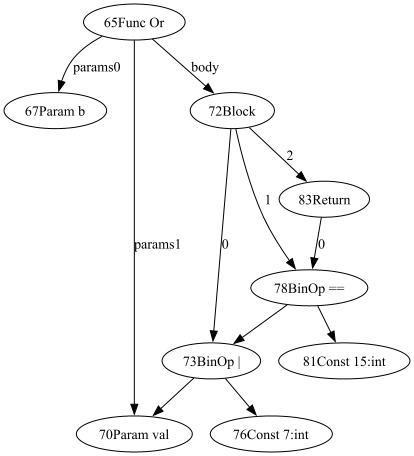 65Func Or
params0
body
67Param b
72Block
2
83Return
params1
0
1
0
78BinOp ==
73BinOp |
81Const 15:int
70Param val
76Const 7:int